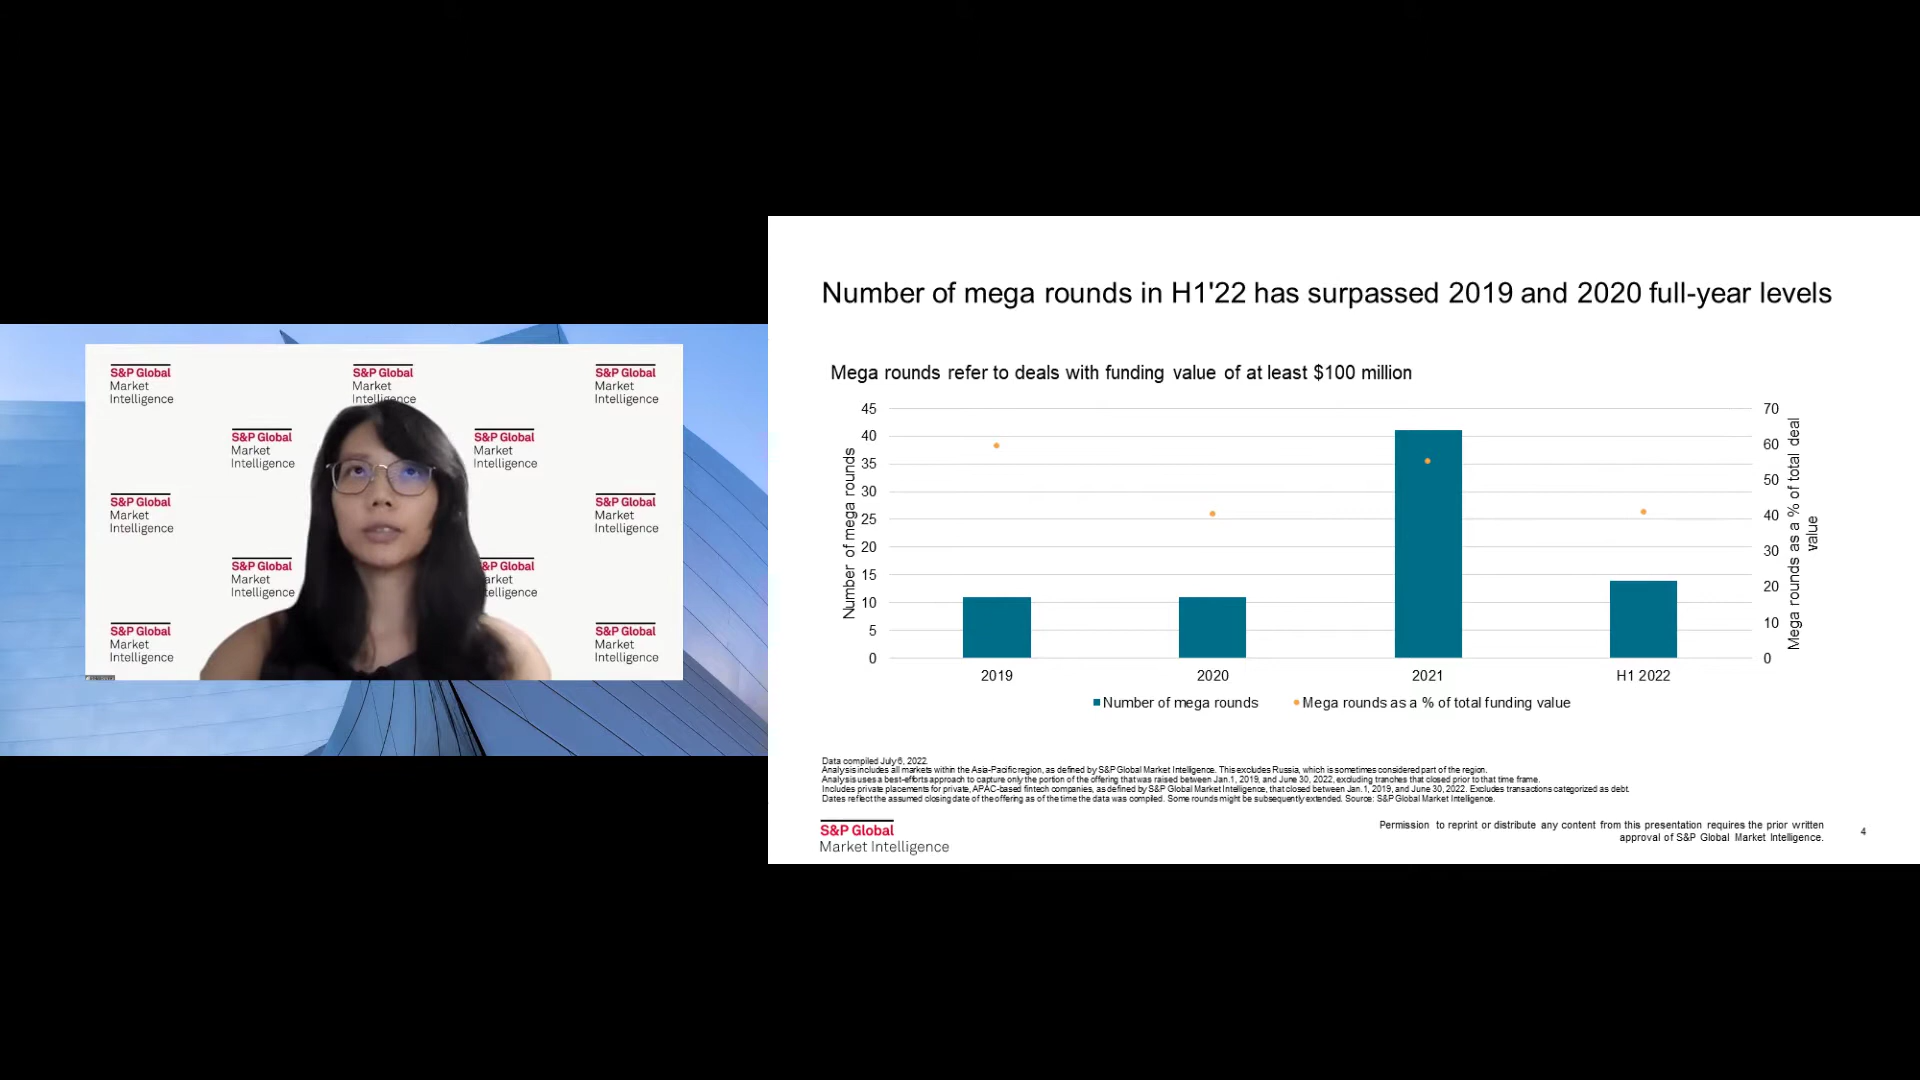 S&P Global
Market
Intelligence
S&P Global
Market
Intelligence
S&P Global
Market
Intelligence
S&P Global
Market
Intelligence
S&P Global
Market
Intelligence
S&P Global
Market
Intelligence
S&P Global
Market
Intelligence
S&P Global
Market
Intelligence
&P Global
arket
telligence
S&P Global
Market
Intelligence
S&P Global
Market
Intelligence
Number of mega rounds in H1'22 has surpassed 2019 and 2020 full-year levels
Mega rounds refer to deals with funding value of at least $100 million
Number of mega rounds
45
40
35
30
25
20
15
10
5
0
70
60
50
40
30
20
10
0
Mega rounds as a % of total deal
value
2019 2020 2021 H1 2022
Number of mega rounds Mega rounds as a % of total funding value
Data compiled July 6, 2022.
Analysis includes all markets within the Asia-Pacific region, as defined by S&P Global Market Intelligence. This excludes Russia, which is sometimes considered part of the region.
Analysis uses a best-efforts approach to capture only the portion of the offering that was raised between Jan.1, 2019, and June 30, 2022, excluding tranches that closed prior to that time frame.
Includes private placements for private, APAC-based fintech companies, as defined by S&P Global Market Intelligence, that closed between Jan.1, 2019, and June 30, 2022. Excludes transactions categorized as debt.
Dates reflect the assumed closing date of the offering as of the time the data was compiled. Some rounds might be subsequently extended. Source: S&P Global Market Intelligence.
S&P Global
Market Intelligence
Permission to reprint or distribute any content from this presentation requires the prior written
approval of S&P Global Market Intelligence.
4